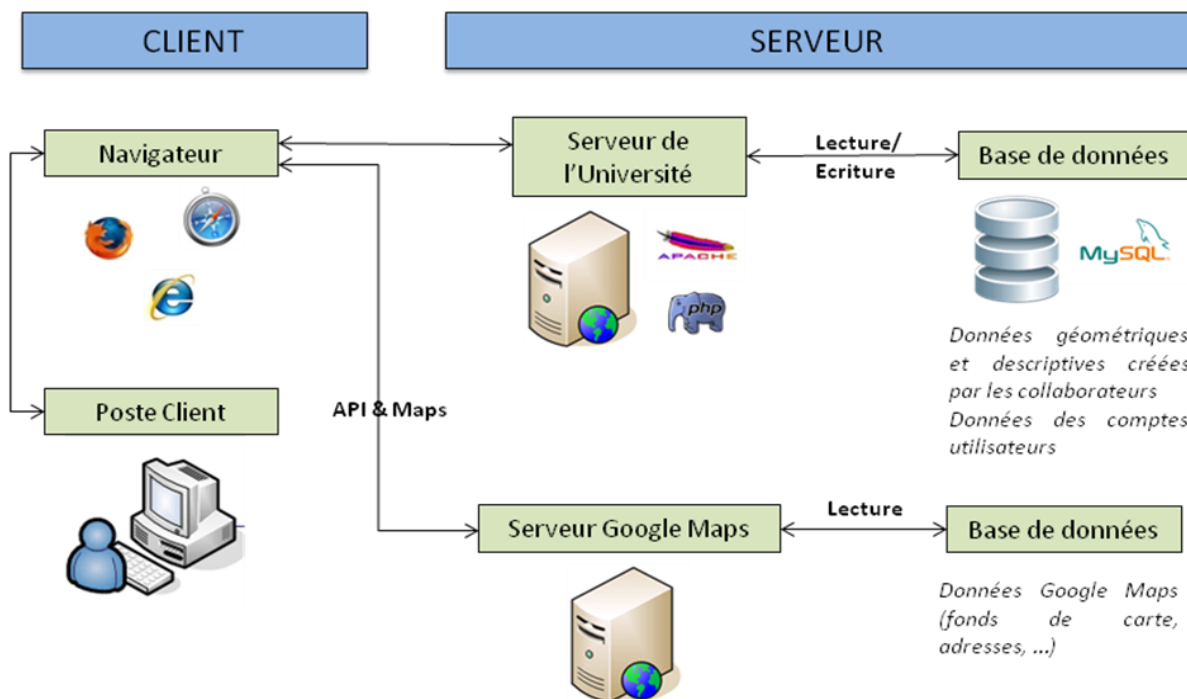 CLIENT
SERVEUR
Navigateur
Serveur de
l'Université
Lecture/
Ecriture
Base de données
APACHE
php
MySQL
Données géométriques
et descriptives créées
par les collaborateurs
Données des comptes
utilisateurs
Poste Client
API & Maps
Serveur Google Maps
Lecture
Base de données
Données Google Maps
(fonds de carte,
adresses, ...)